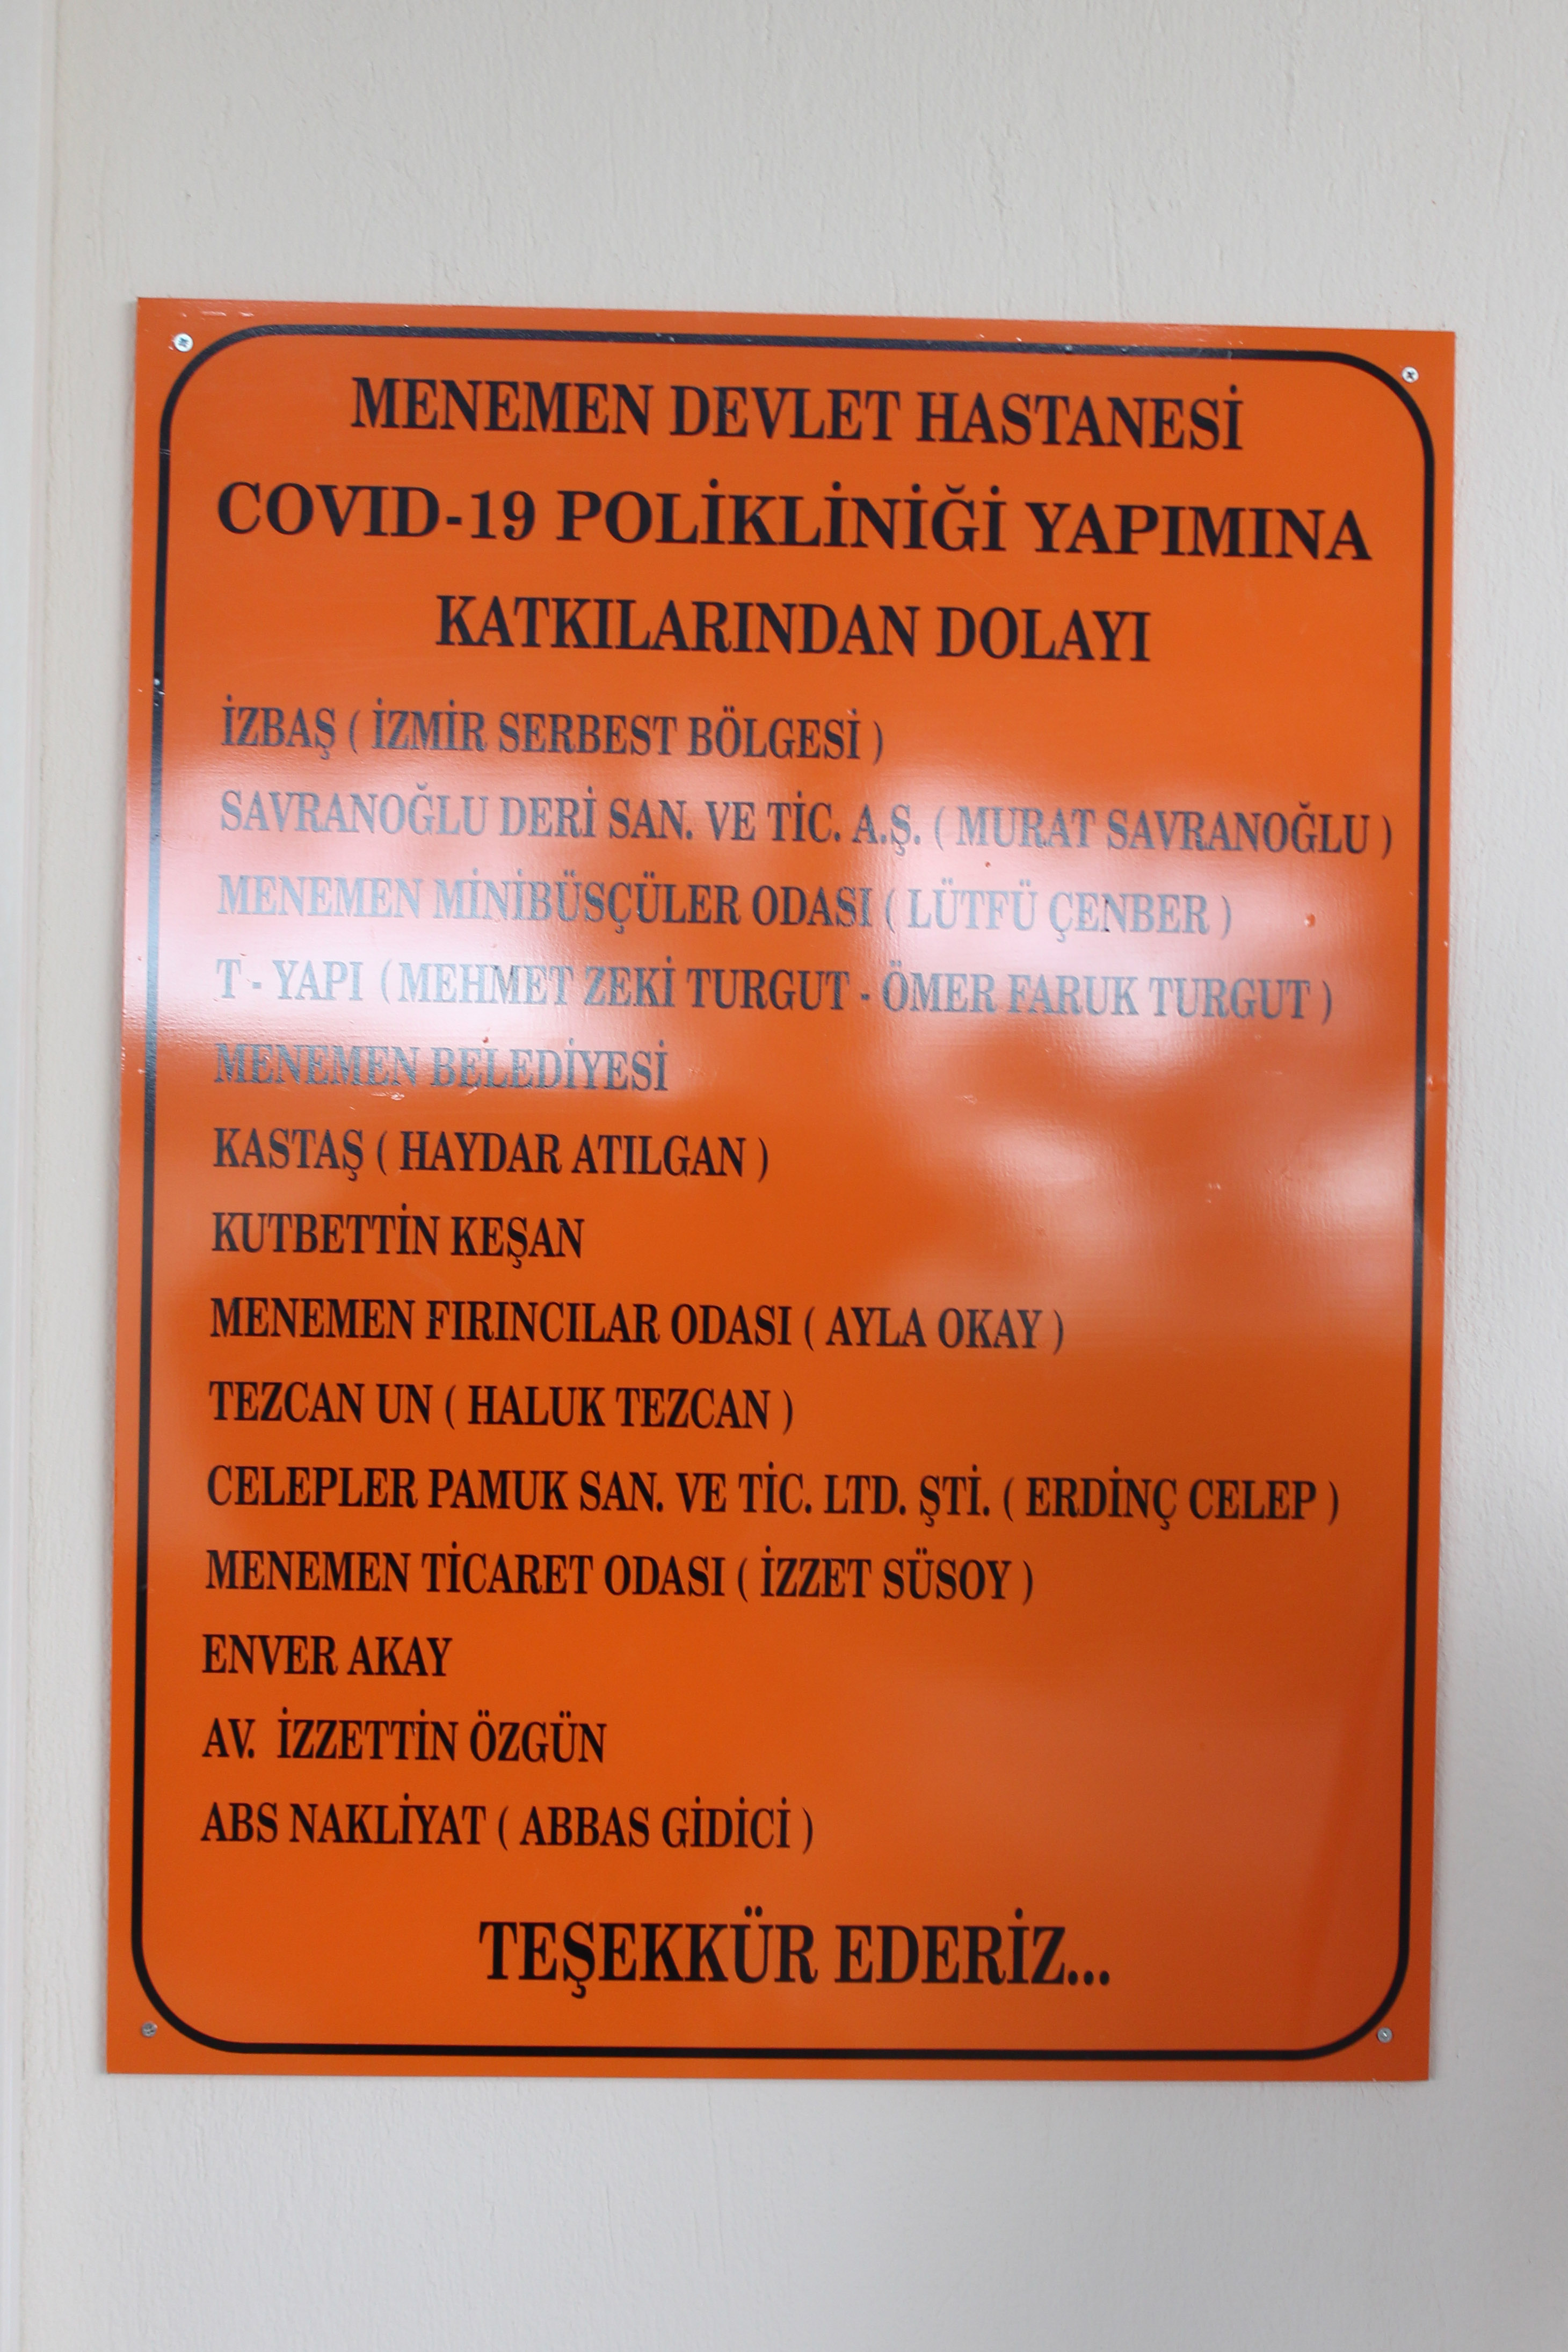 MENEMEN DEVLET HASTANESİ
COVID-19 POLİKLİNİĞİ YAPIMINA
KATKILARINDAN DOLAYI
İZBAŞ ( İZMİR SERBEST BÖLGESİ )
SAVRANOĞLU DERİ SAN. VE TİC. A.Ş. ( MURAT SAVRANOĞLU )
MENEMEN MİNİBÜSÇÜLER ODASI ( LÜTFÜ ÇENBER )
T - YAPI ( MEHMET ZEKİ TURGUT - ÖMER FARUK TURGUT )
MENEMEN BELEDİYESİ
KASTAŞ ( HAYDAR ATILGAN )
KUTBETTİN KEŞAN
MENEMEN FIRINCILAR ODASI ( AYLA OKAY )
TEZCAN UN ( HALUK TEZCAN )
CELEPLER PAMUK SAN. VE TİC. LTD. ŞTİ. ( ERDİNÇ CELEP )
MENEMEN TİCARET ODASI ( İZZET SÜSOY )
ENVER AKAY
AV. İZZETTİN ÖZGÜN
ABS NAKLİYAT ( ABBAS GİDİCİ )
TEŞEKKÜR EDERİZ...